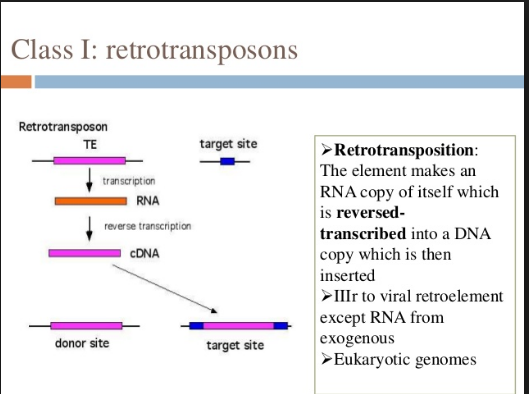 Class I: retrotransposons
Retrotransposon
TE
target site
transcription
RNA
reverse transcription
cDNA
donor site
target site
➢Retrotransposition:
The element makes an
RNA copy of itself which
is reversed-
transcribed into a DNA
copy which is then
inserted
➢IIIr to viral retroelement
except RNA from
exogenous
➢Eukaryotic genomes